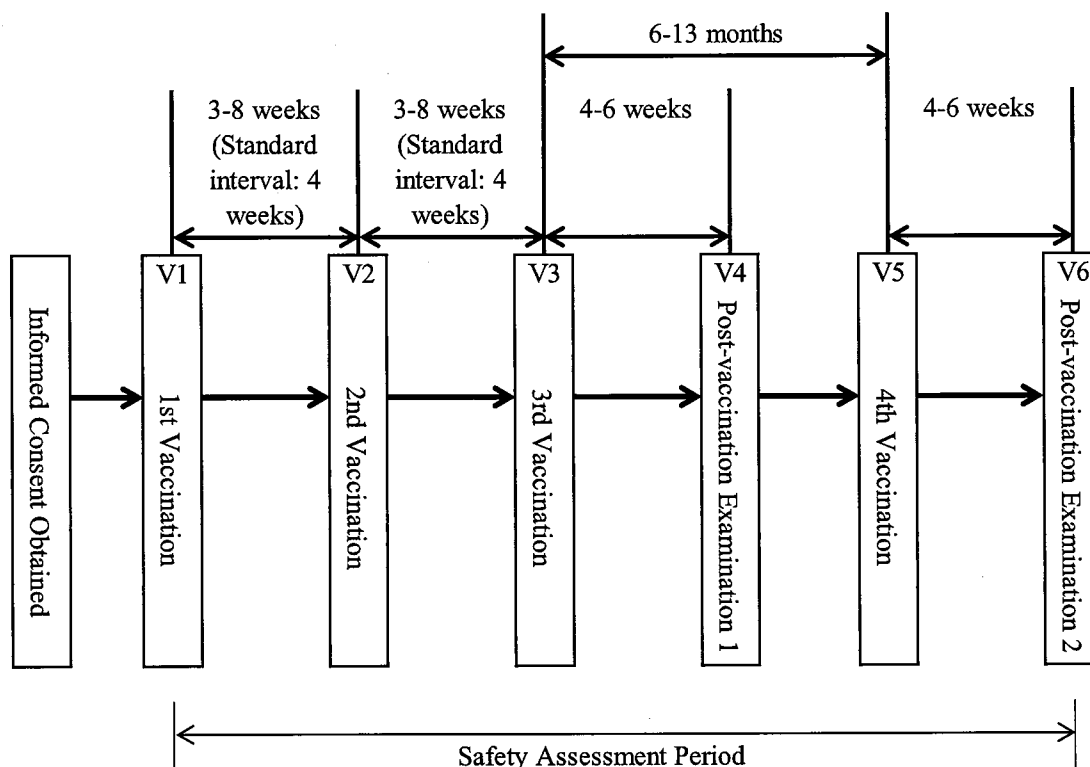 6-13 months
3-8 weeks
(Standard
interval: 4
weeks)
3-8 weeks
(Standard
interval: 4
weeks)
4-6 weeks
4-6 weeks
Informed Consent Obtained
V1
1st Vaccination
V2
2nd Vaccination
V3
3rd Vaccination
V4
Post-vaccination Examination 1
V5
4th Vaccination
V6
Post-vaccination Examination 2
Safety Assessment Period